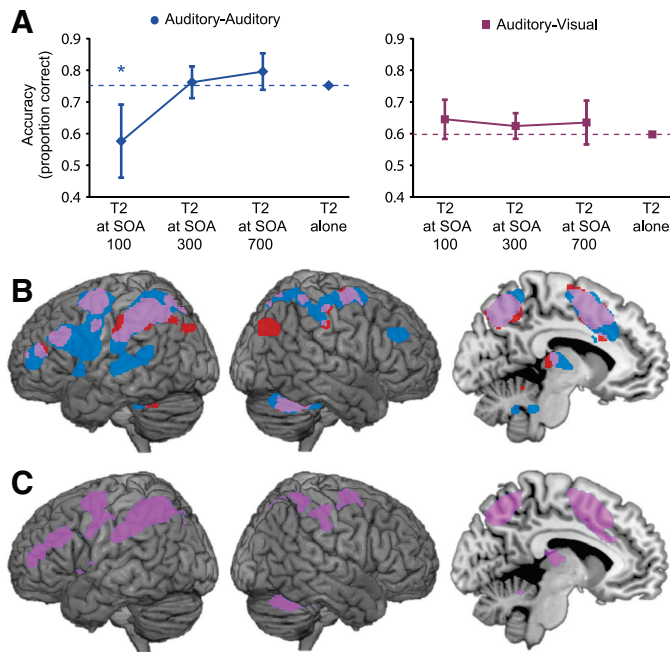 A
Auditory-Auditory
Auditory-Visual
Accuracy
(proportion correct)
0.9
0.8
0.7
0.6
0.5
0.4
*
T2
at SOA
100
T2
at SOA
300
T2
at SOA
700
T2
alone
0.9
0.8
0.7
0.6
0.5
0.4
T2
at SOA
100
T2
at SOA
300
T2
at SOA
700
T2
alone
B
C